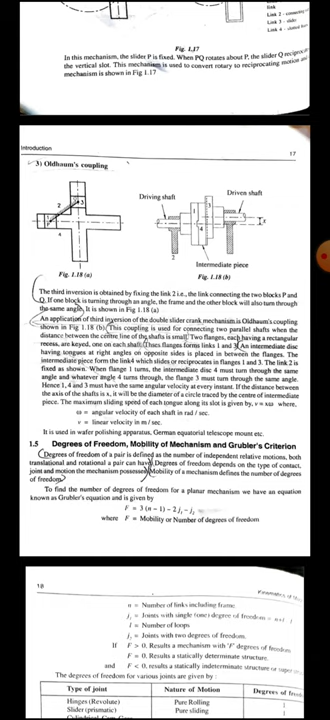 link
Link 2 -
Link 3 - slider
Link 4 -
Fig. 1.17
In this mechanism, the slider P is fixed. When PQ rotates about P, the slider Q
the vertical slot. This mechanism is used to convert rotary to reciprocating motion and
mechanism is shown in Fig 1.17
Introduction
17
3) Oldhaum's coupling
Driving shaft
Driven shaft
2
3
1
4
1
3
4
2
x
Intermediate piece
Fig. 1.18 (a)
Fig. 1.18 (b)
The third inversion is obtained by fixing the link 2 i.e., the link connecting the two blocks P and
Q. If one block is turning through an angle, the frame and the other block will also turn through
the same angle. It is shown in Fig. 1.18 (a)
An application of third inversion of the double slider crank mechanism is Oldhaum's coupling
shown in Fig. 1.18 (b). This coupling is used for connecting two parallel shafts when the
distance between the centre line of the shafts is small. Two flanges, each having a rectangular
recess, are keyed, one on each shaft. Thses flanges forms links 1 and 3. An intermediate disc
having tongues at right angles on opposite sides is placed in between the flanges. The
intermediate piece form the link4 which slides or reciprocates in flanges 1 and 3. The link 2 is
fixed as shown. When flange 1 turns, the intermediate disc 4 must turn through the same
angle and whatever angle 4 turns through, the flange 3 must turn through the same angle.
Hence 1, 4 and 3 must have the same angular velocity at every instant. If the distance between
the axis of the shafts is x, it will be the diameter of a circle traced by the centre of intermediate
piece. The maximum sliding speed of each tongue along its slot is given by, v = xω where,
ω = angular velocity of each shaft in rad / sec.
v = linear velocity in m / sec.
It is used in wafer polishing apparatus, German equatorial telescope mount etc.
1.5 Degrees of Freedom, Mobility of Mechanism and Grubler's Criterion
Degrees of freedom of a pair is defined as the number of independent relative motions, both
translational and rotational a pair can have. Degrees of freedom depends on the type of contact,
joint and motion the mechanism possesses. Mobility of a mechanism defines the number of degrees
of freedom.
To find the number of degrees of freedom for a planar mechanism we have an equation
known as Grubler's equation and is given by
F = 3 (n − 1) − 2 j₁ − j₂
where F = Mobility or Number of degrees of freedom
18
n = Number of links including frame
j₁ = Joints with single (one) degree of freedom =
l = Number of loops
j₂ = Joints with two degrees of freedom.
If F > 0, Results a mechanism with 'F' degrees of freedom
F = 0, Results a statically determinate structure.
and F < 0, results a statically indeterminate structure or
The degrees of freedom for various joints are given by :
Type of joint Nature of Motion Degrees of
Hinges (Revolute) Pure Rolling 1
Slider (prismatic) Pure sliding 1